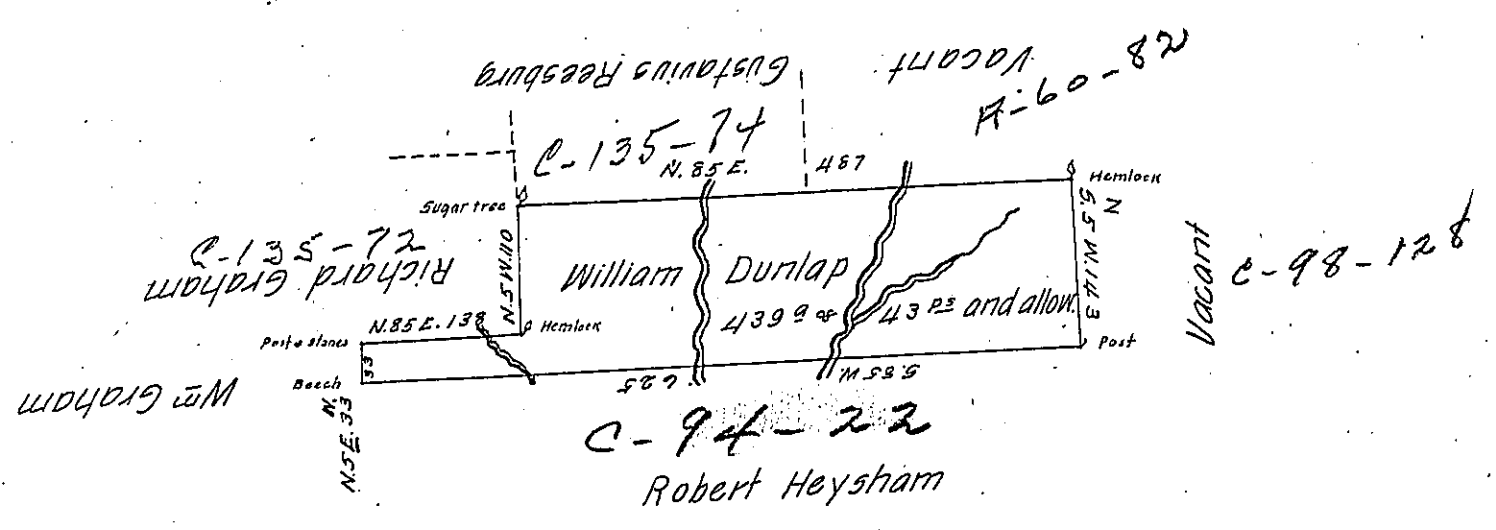 Gustavius Reesburg
Vacant
A-60-82
C-135-74
N. 85 E.
487
Hemlock
Sugar tree
N
S. 5 W 143
C-135-72
Richard Graham
N. 5 W. 110
William Dunlap
439 a 43 ps and allow.
Vacant
C-98-128
N. 85 E. 138
Hemlock
Post & stones
Post
33
Beech
625
S. 85 W
Wm Graham
N.
N. 5 E. 33
C-94-22
Robert Heysham